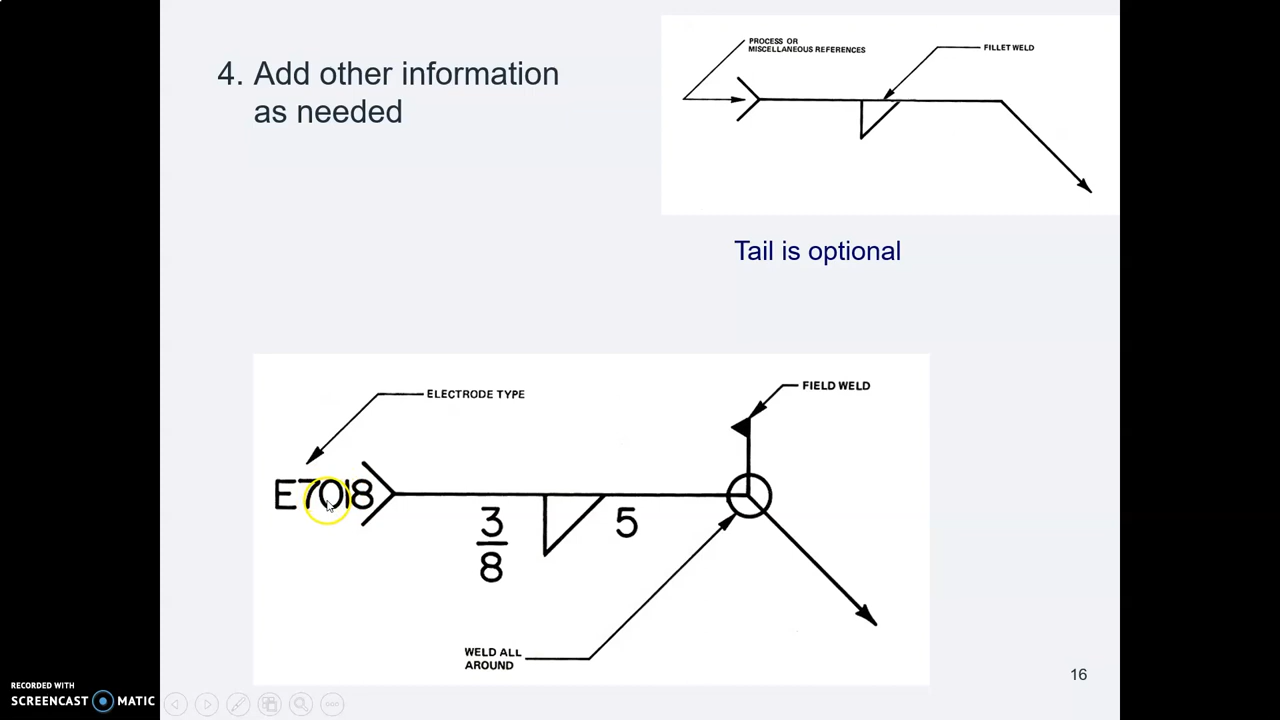 4. Add other information
as needed
PROCESS OR
MISCELLANEOUS REFERENCES
FILLET WELD
Tail is optional
ELECTRODE TYPE
FIELD WELD
E7018
3
8
5
WELD ALL
AROUND
16
RECORDED WITH
SCREENCAST MATIC